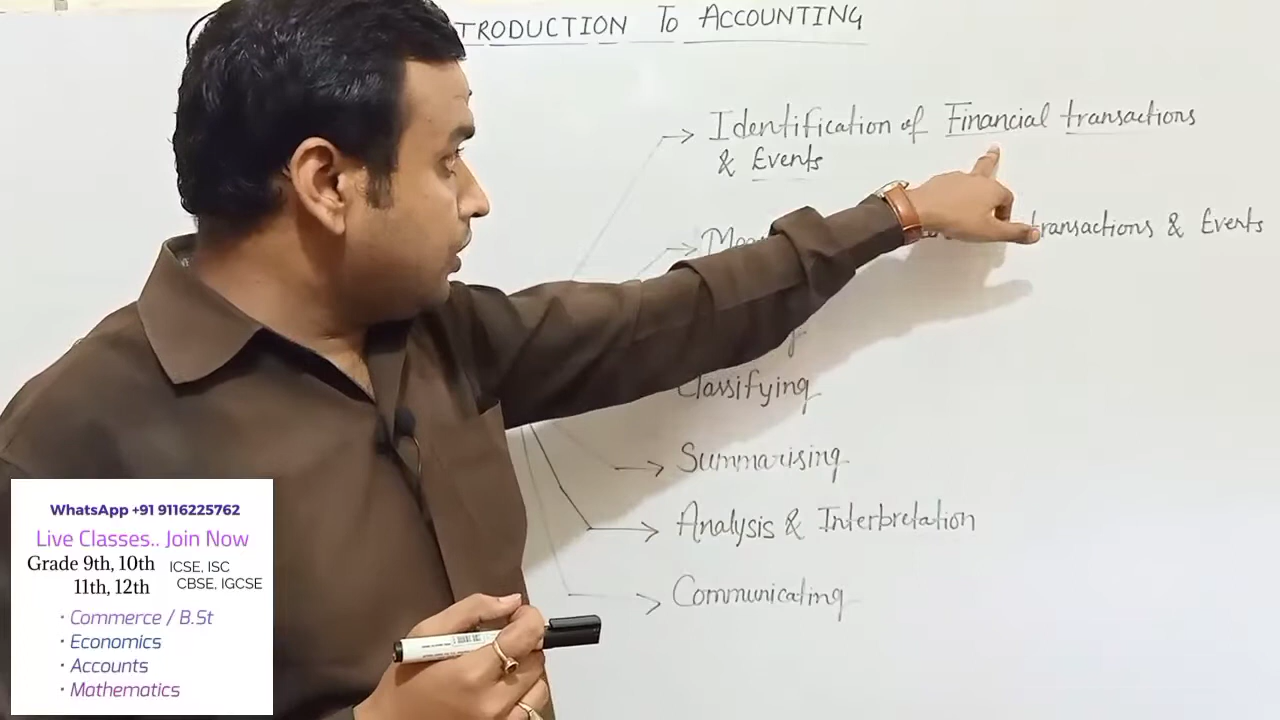 TRODUCTION TO ACCOUNTING
Identification of Financial transactions
& Events
transactions & Events
Classifying
Summarising
Analysis & Interpretation
Communicating
WhatsApp +91 9116225762
Live Classes.. Join Now
Grade 9th, 10th ICSE, ISC
11th, 12th CBSE, IGCSE
• Commerce / B.St
• Economics
• Accounts
• Mathematics